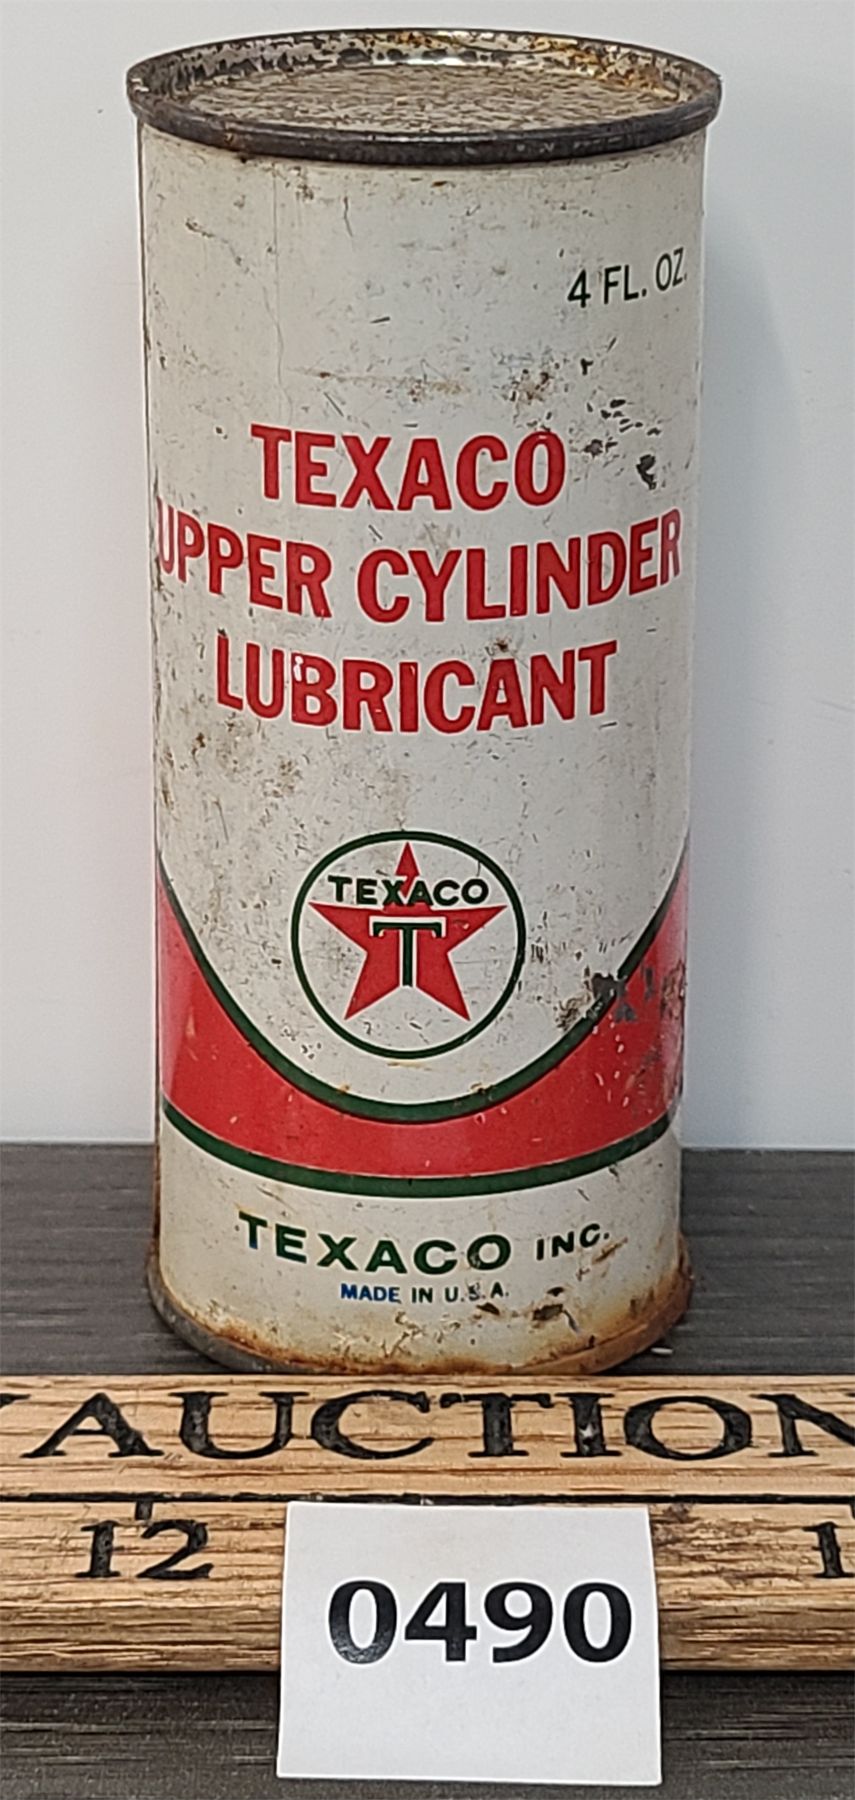 4 FL. OZ.
TEXACO
UPPER CYLINDER
LUBRICANT
TEXACO
T
TEXACO INC.
MADE IN U.S.A.
AUCTION
12
0490